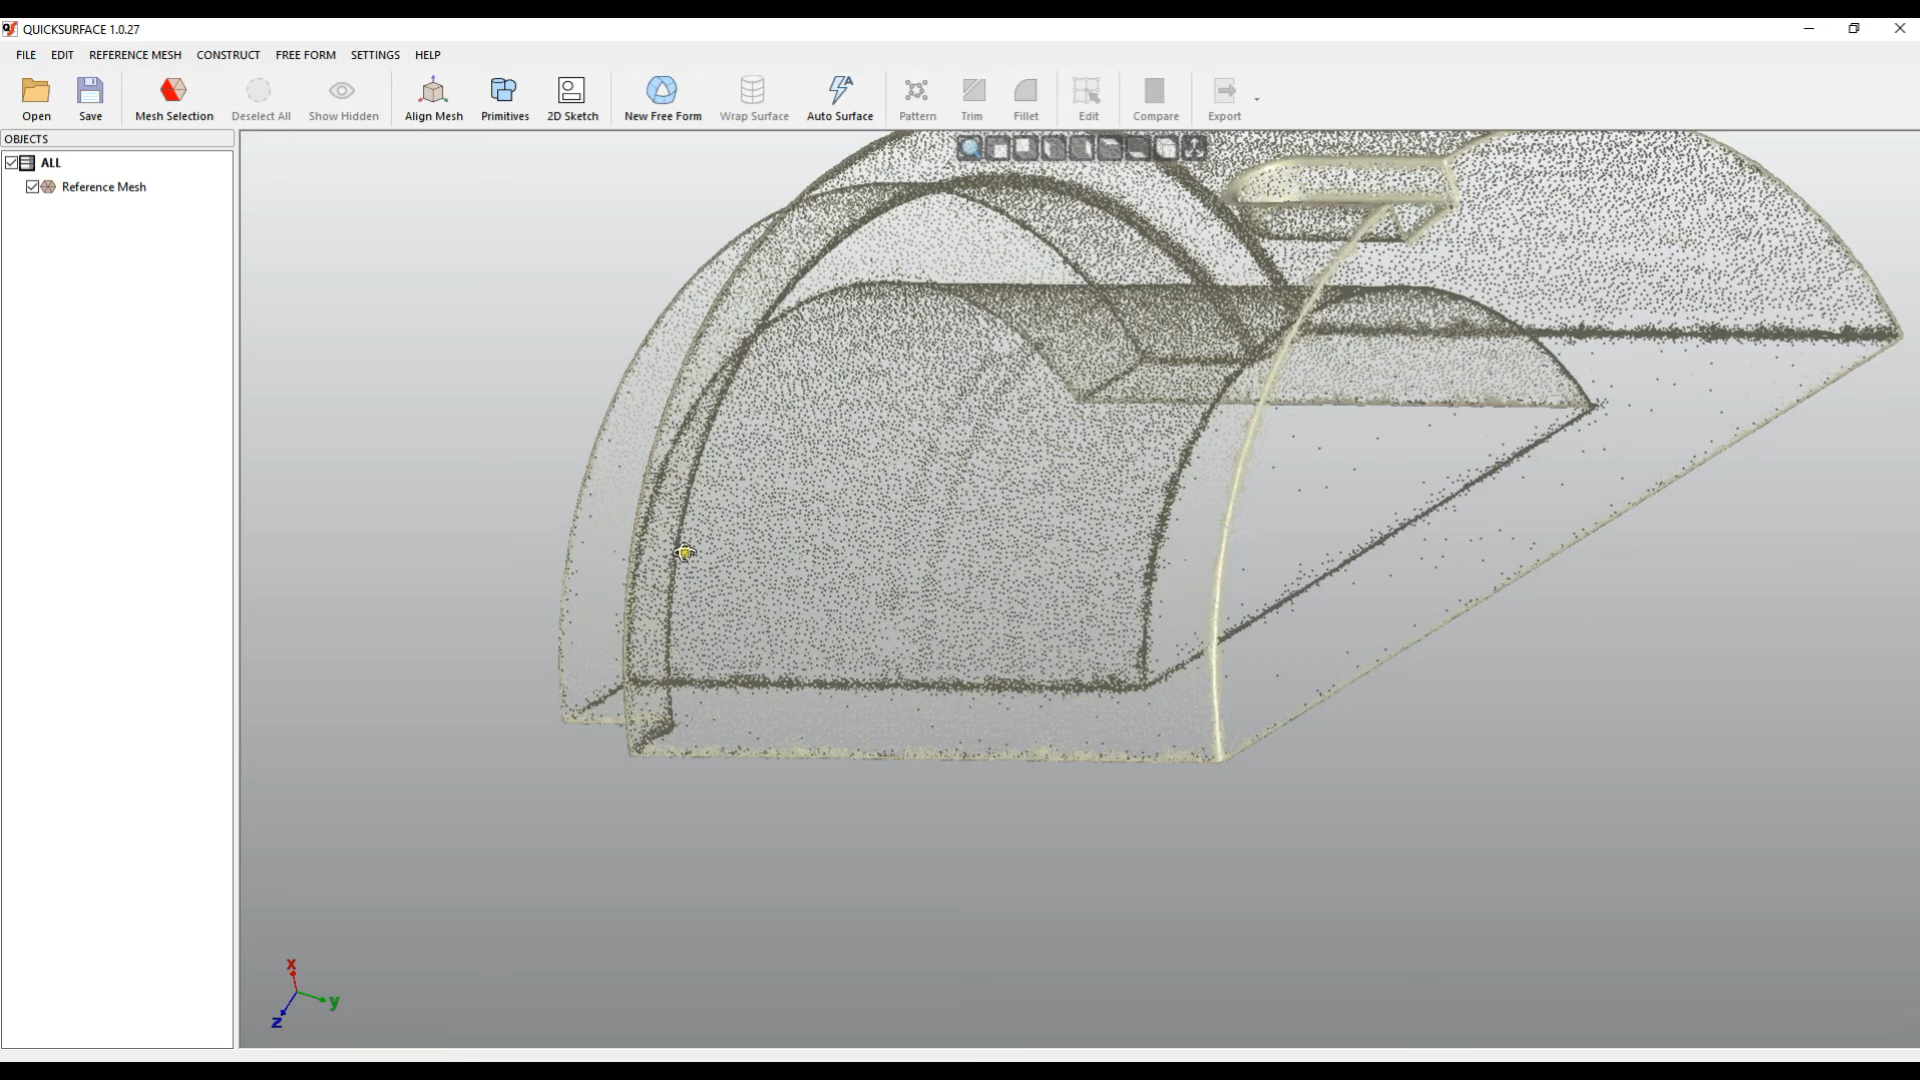 QUICKSURFACE 1.0.27
FILE EDIT REFERENCE MESH CONSTRUCT FREE FORM SETTINGS HELP
Open Save Mesh Selection Deselect All Show Hidden Align Mesh Primitives 2D Sketch New Free Form Wrap Surface Auto Surface Pattern Trim Fillet Edit Compare Export
OBJECTS
ALL
Reference Mesh
x
y
z